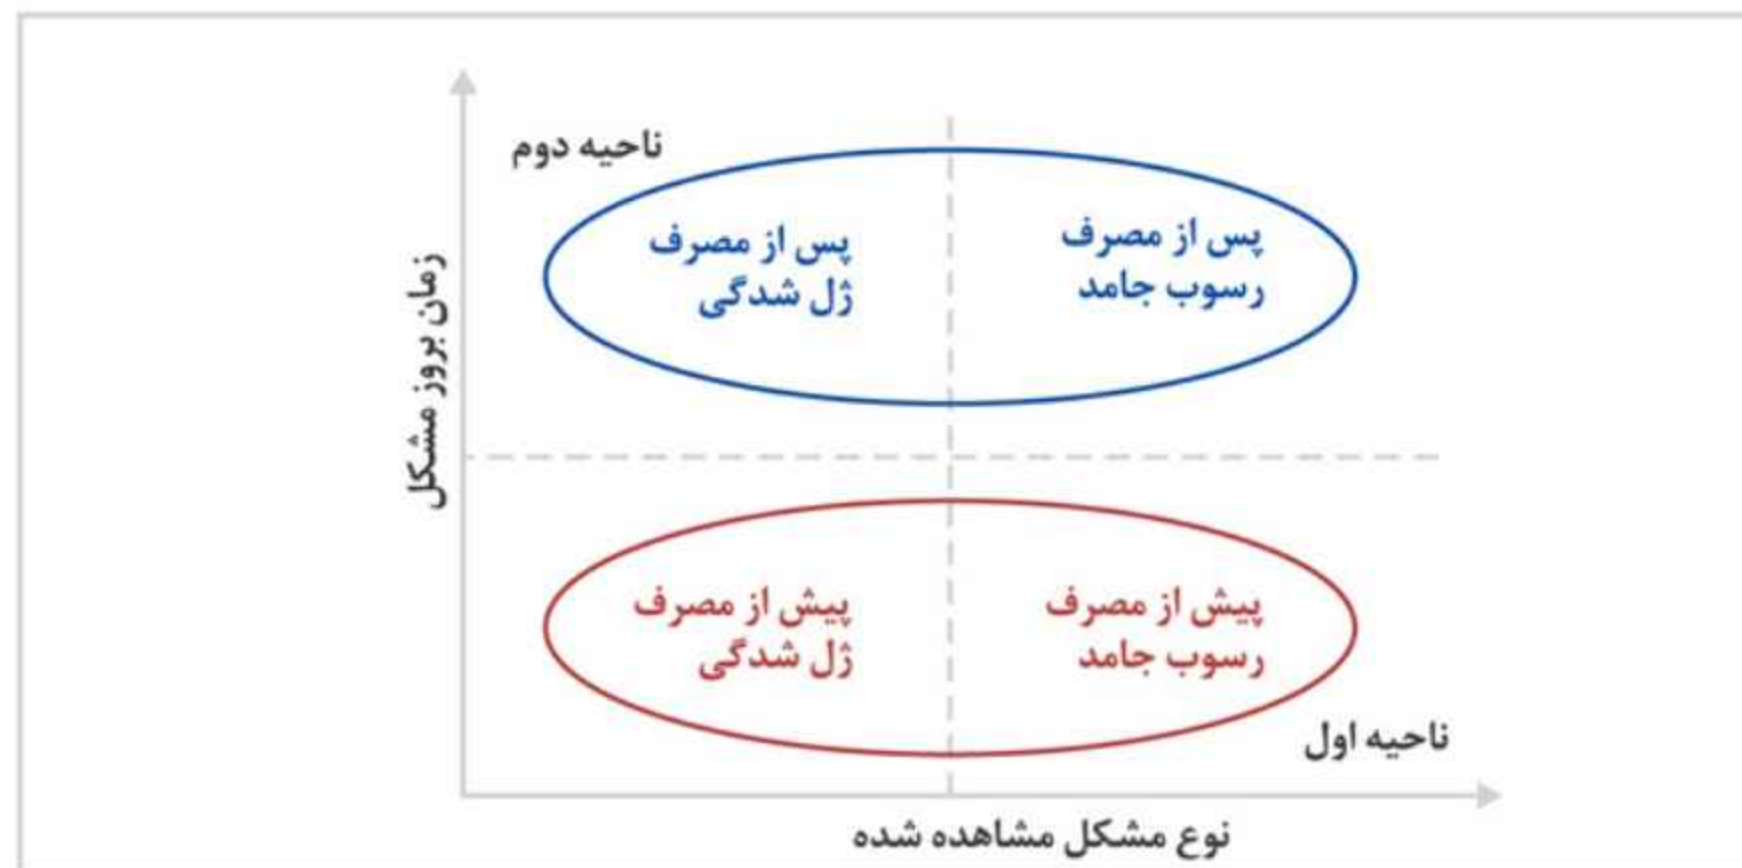 ناحیه دوم
پس از مصرف
رسوب جامد
پس از مصرف
ژل شدگی
زمان بروز مشکل
پیش از مصرف
رسوب جامد
پیش از مصرف
ژل شدگی
ناحیه اول
نوع مشکل مشاهده شده